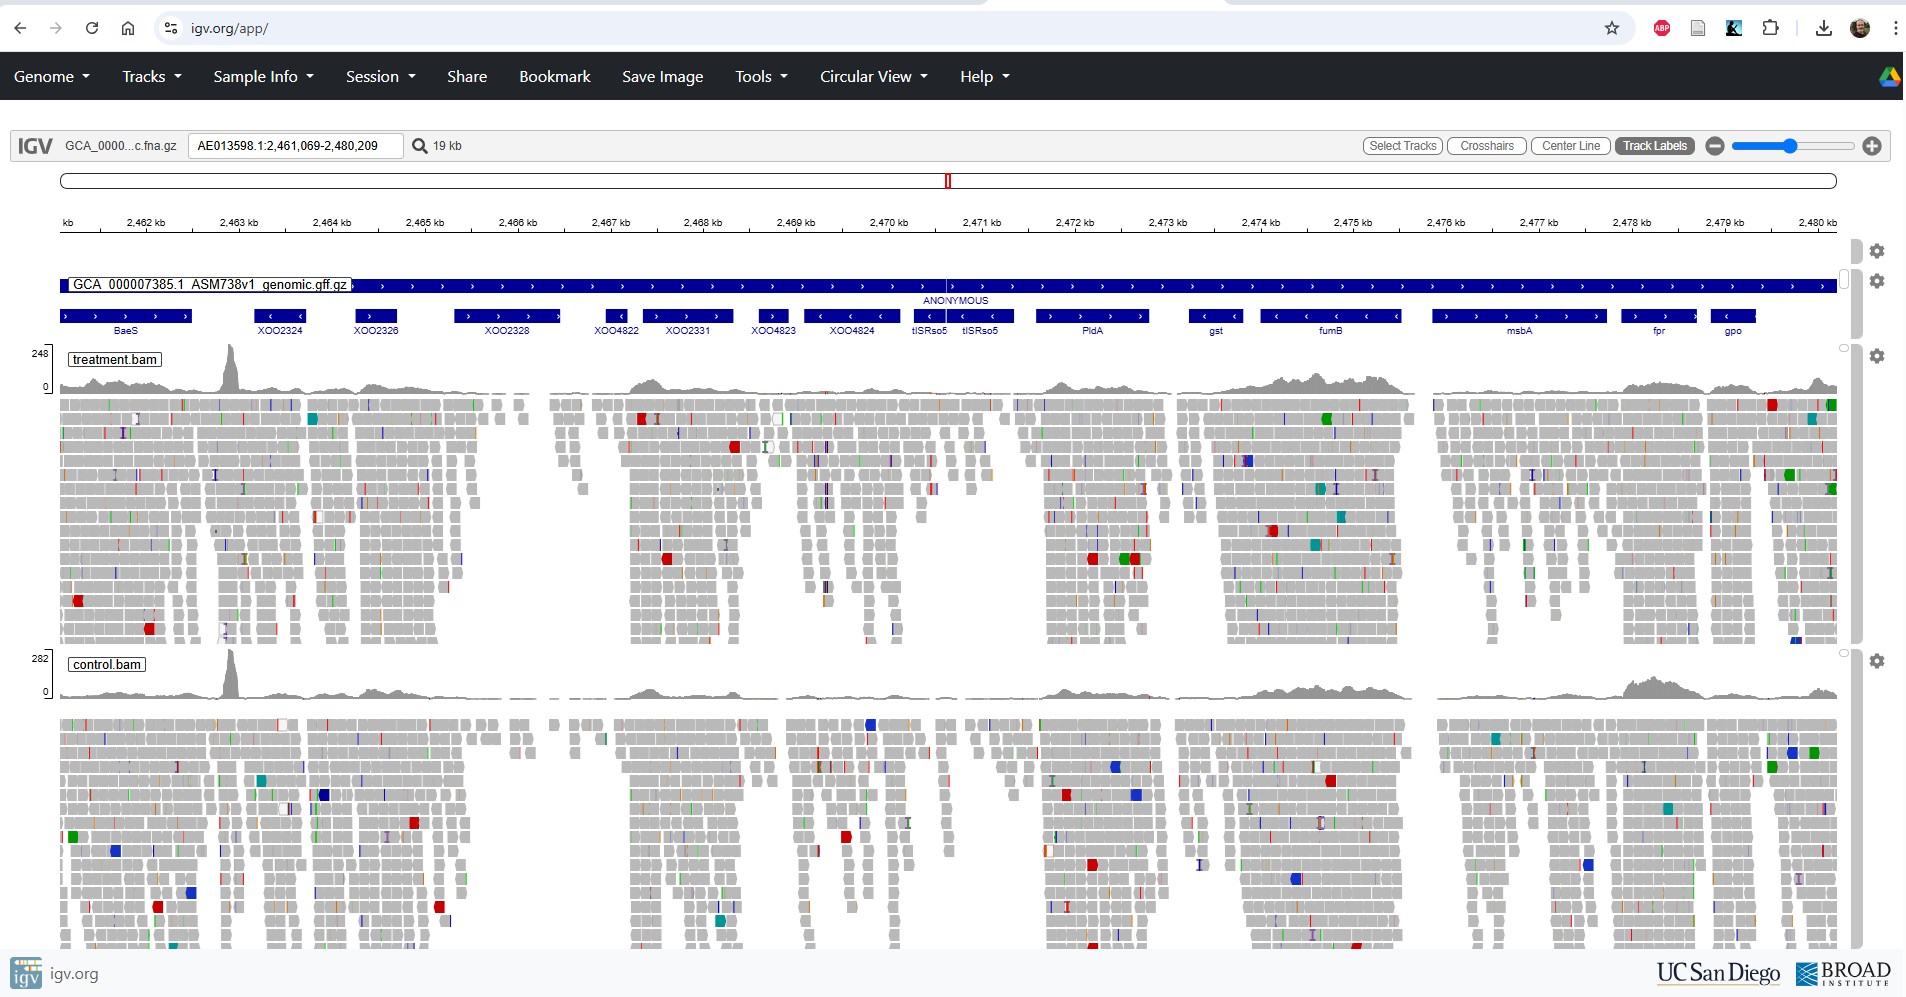 igv.org/app/
ABP
Genome Tracks Sample Info Session Share Bookmark Save Image Tools Circular View Help
IGV GCA_0000...c.fna.gz AE013598.1:2,461,069-2,480,209 19 kb Select Tracks Crosshairs Center Line Track Labels
kb 2,462 kb 2,463 kb 2,464 kb 2,465 kb 2,466 kb 2,467 kb 2,468 kb 2,469 kb 2,470 kb 2,471 kb 2,472 kb 2,473 kb 2,474 kb 2,475 kb 2,476 kb 2,477 kb 2,478 kb 2,479 kb 2,480 kb
GCA_000007385.1_ASM738v1_genomic.gff.gz
ANONYMOUS
BaeS XOO2324 XOO2326 XOO2328 XOO4822 XOO2331 XOO4823 XOO4824 tISRso5 tISRso5 PldA gst fumB msbA fpr gpo
248
treatment.bam
0
282
control.bam
0
igv igv.org UC San Diego BROAD
INSTITUTE